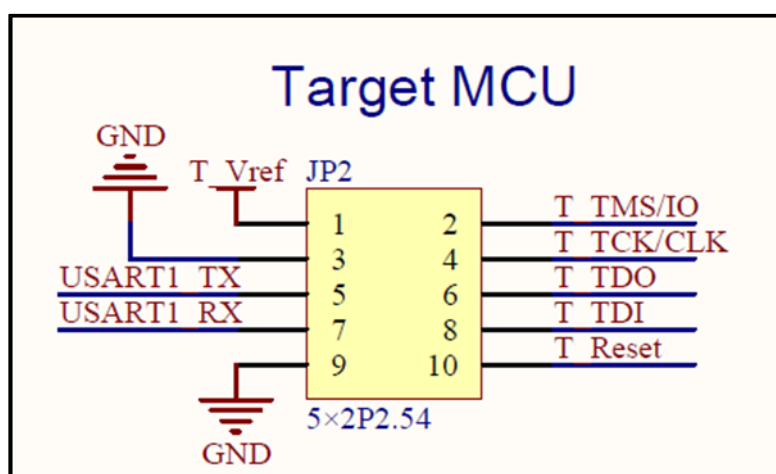 Target MCU
GND
T_Vref JP2
1 2 T_TMS/IO
3 4 T_TCK/CLK
USART1_TX 5 6 T_TDO
USART1_RX 7 8 T_TDI
9 10 T_Reset
5×2P2.54
GND